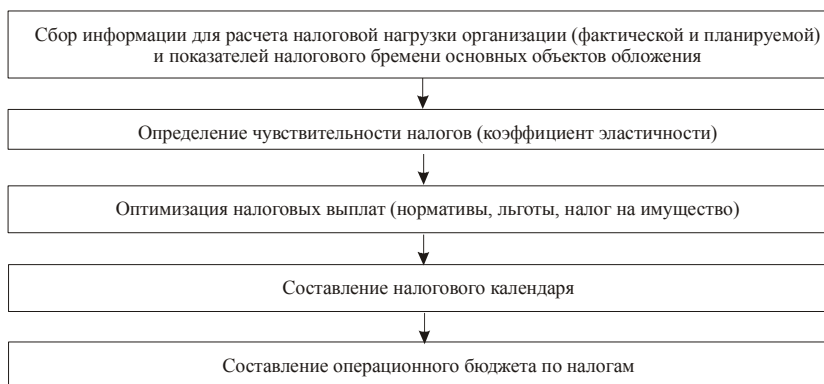 Сбор информации для расчета налоговой нагрузки организации (фактической и планируемой)
и показателей налогового бремени основных объектов обложения
Определение чувствительности налогов (коэффициент эластичности)
Оптимизация налоговых выплат (нормативы, льготы, налог на имущество)
Составление налогового календаря
Составление операционного бюджета по налогам